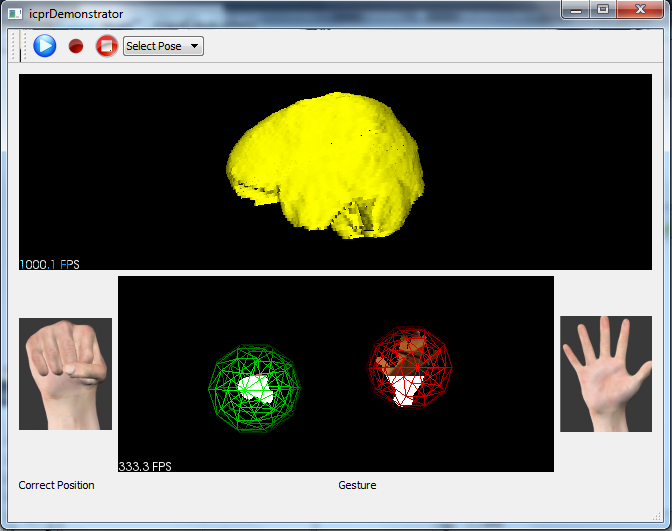 icprDemonstrator
Select Pose
1000.1 FPS
333.3 FPS
Correct Position
Gesture